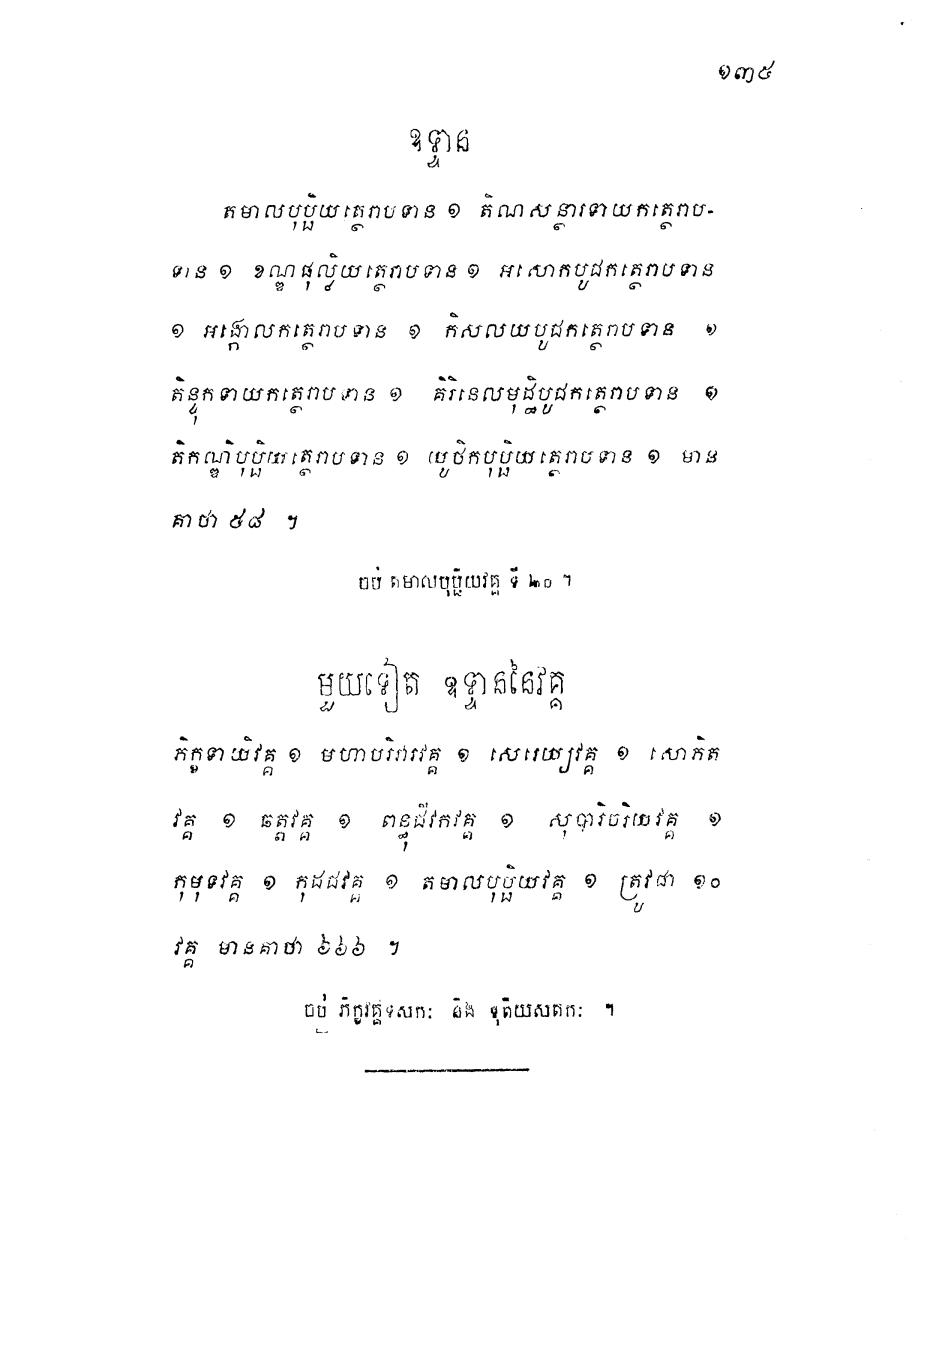 ១៣៥
ឧទ្ទាន
តមាលបុប្ផិយត្ថេរាបទាន ១ តិណសន្ថារទាយកត្ថេរាប-
ទាន ១ ខណ្ឌផុល្លិយត្ថេរាបទាន ១ អសោកបូជកត្ថេរាបទាន
១ អង្កោលកត្ថេរាបទាន ១ កិសលយបូជកត្ថេរាបទាន ១
តិន្ទុកទាយកត្ថេរាបទាន ១ គិរិនេលមុដ្ឋិបូជកត្ថេរាបទាន ១
តិកណ្ឌិបុប្ផិយត្ថេរាបទាន ១ យូថិកបុប្ផិយត្ថេរាបទាន ១ មាន
គាថា ៥៨ ។
ចប់ តមាលបុប្ផិយវគ្គ ទី ២០ ។
មួយទៀត ឧទ្ទាននៃវគ្គ
ភិក្ខទាយិវគ្គ ១ មហាបរិវារវគ្គ ១ សេរេយ្យវគ្គ ១ សោភិត
វគ្គ ១ ឆត្តវគ្គ ១ ពន្ធុជីវកវគ្គ ១ សុបារិចរិយវគ្គ ១
កុមុទវគ្គ ១ កុដជវគ្គ ១ តមាលបុប្ផិយវគ្គ ១ ត្រូវជា ១០
វគ្គ មានគាថា ៦៦៦ ។
ចប់ ភិក្ខវគ្គទសកៈ និង ទុតិយសតកៈ ។